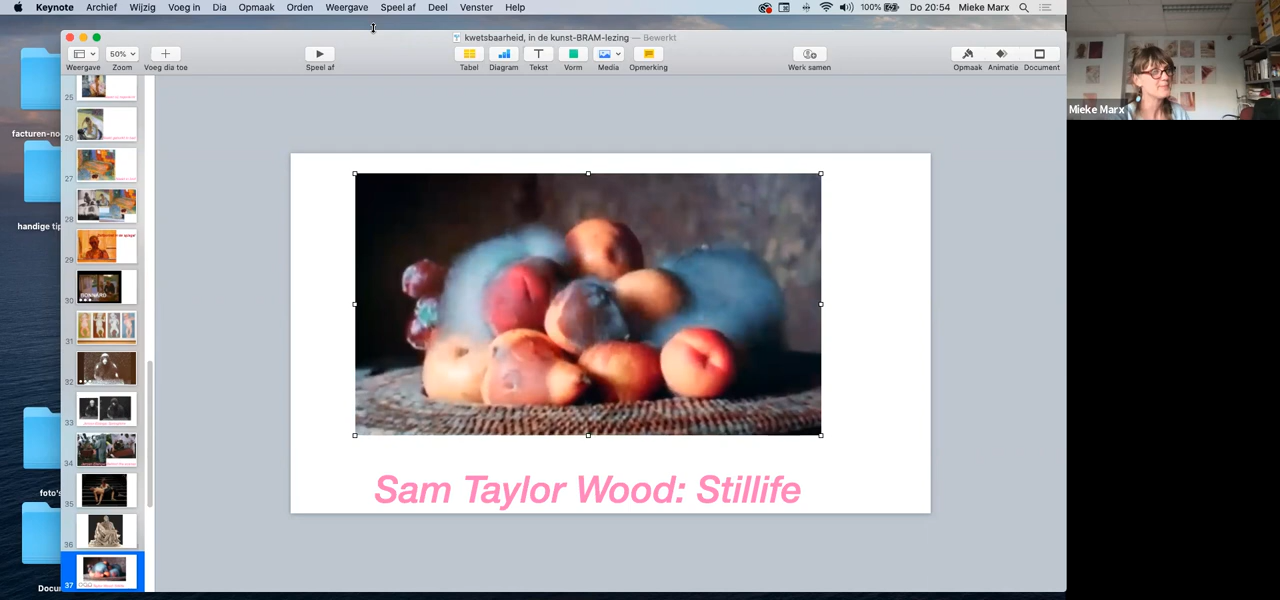 Keynote Archief Wijzig Voeg in Dia Opmaak Orden Weergave Speel af Deel Venster Help 100% Do 20:54 Mieke Marx
kwetsbaarheid, in de kunst-BRAM-lezing — Bewerkt
50%
Weergave Zoom Voeg dia toe Speel af Tabel Diagram Tekst Vorm Media Opmerking Werk samen Opmaak Animatie Document
Mieke Marx
facturen-no
handige tip
foto's
Docum
25
26
27
28
29
30
BONNARD
31
32
33
34
35
36
37
Sam Taylor Wood: Stillife